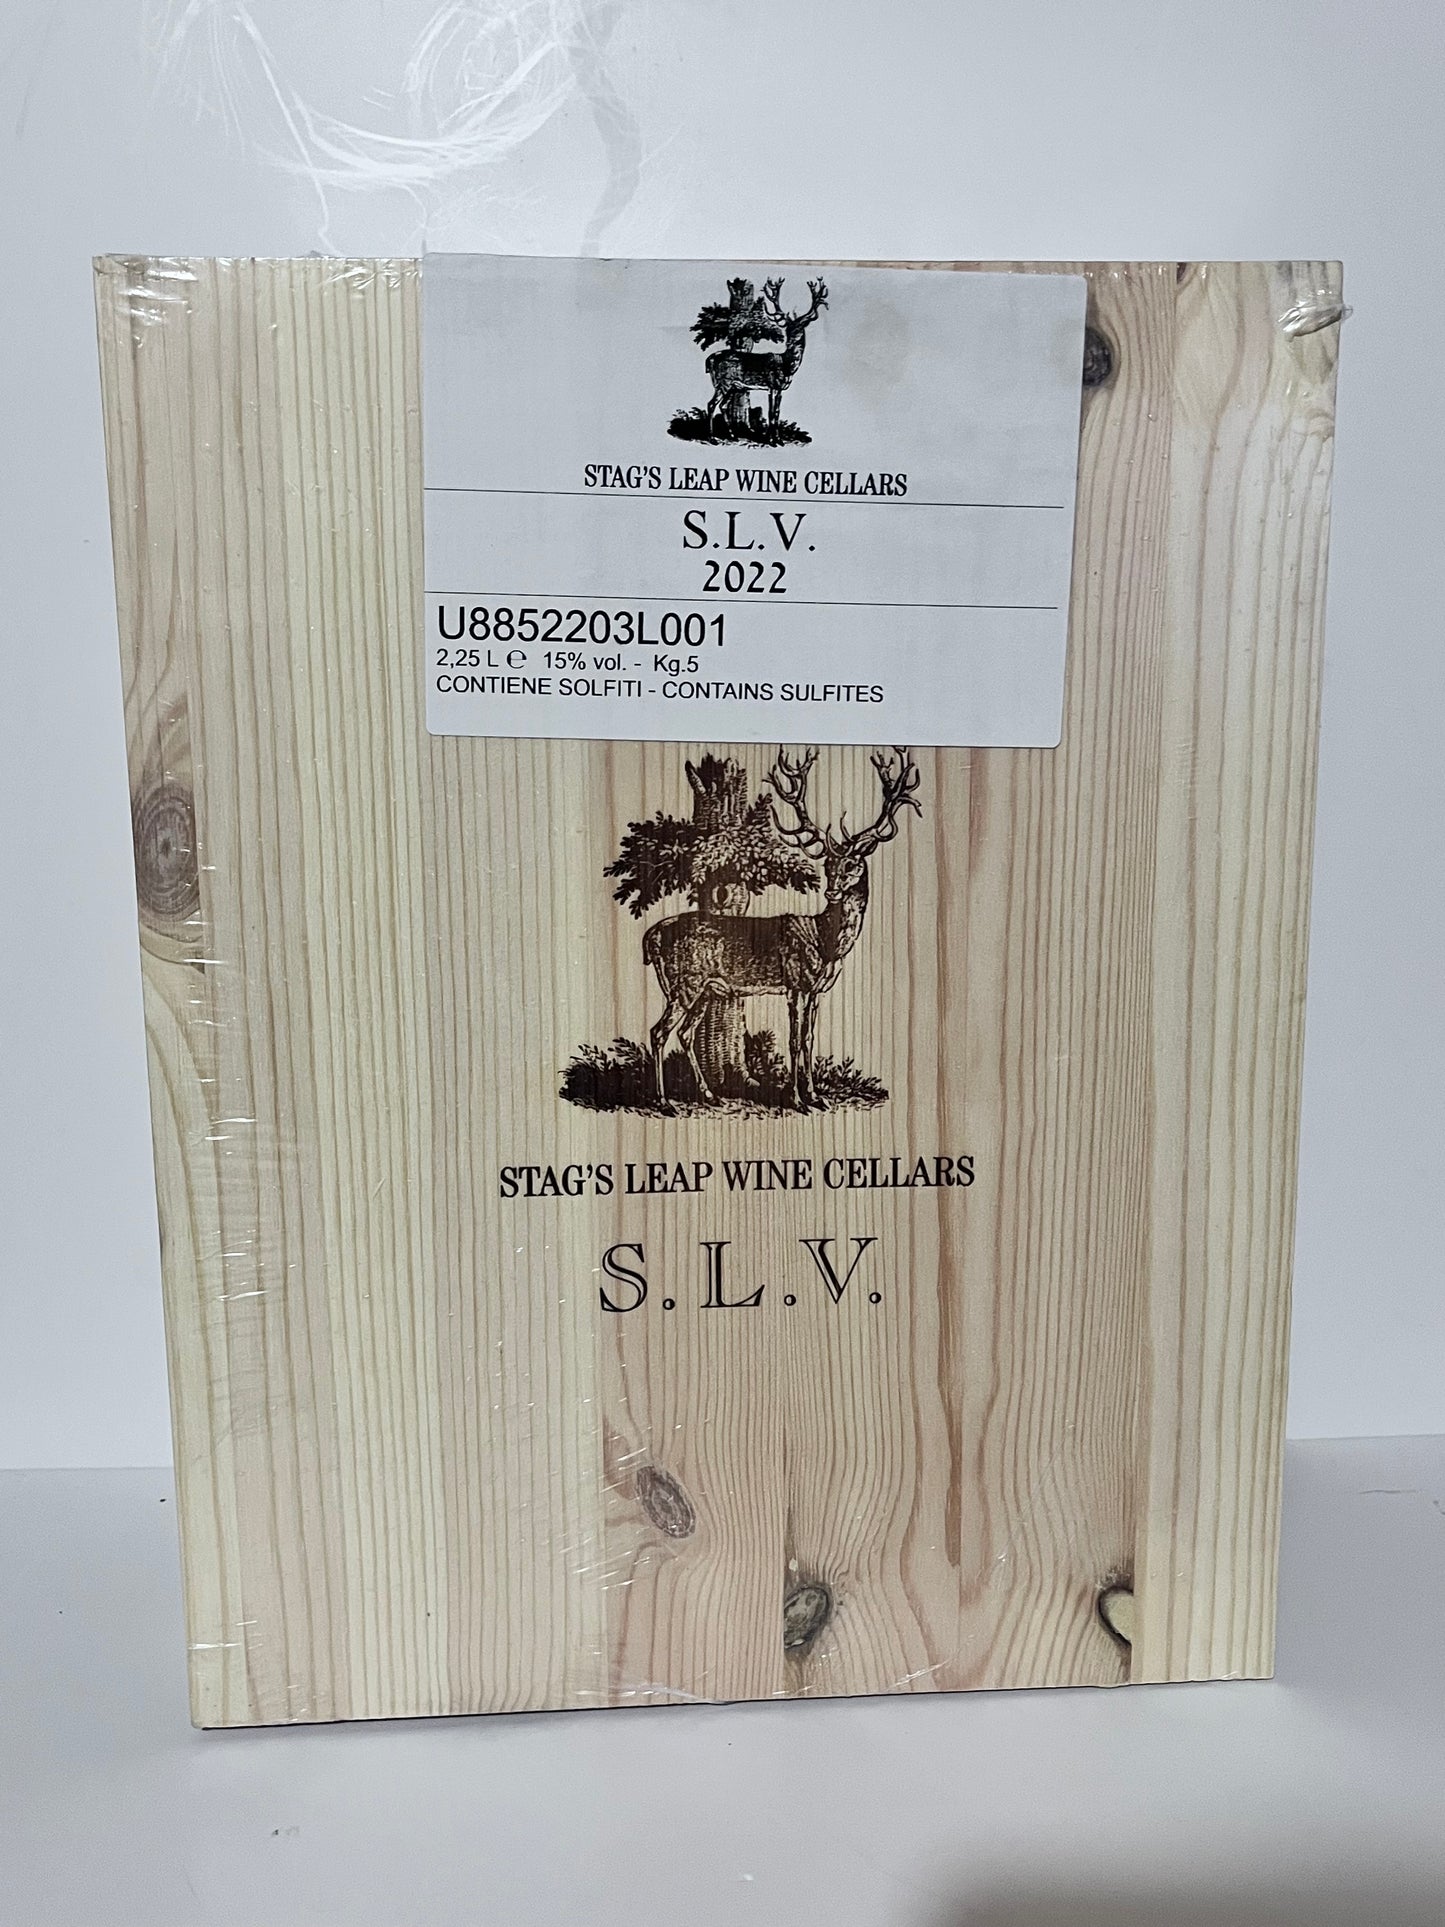 STAG'S LEAP WINE CELLARS
S.L.V.
2022
U8852203L001
2,25 L ℮ 15% vol. - Kg.5
CONTIENE SOLFITI - CONTAINS SULFITES
STAG'S LEAP WINE CELLARS
S.L.V.